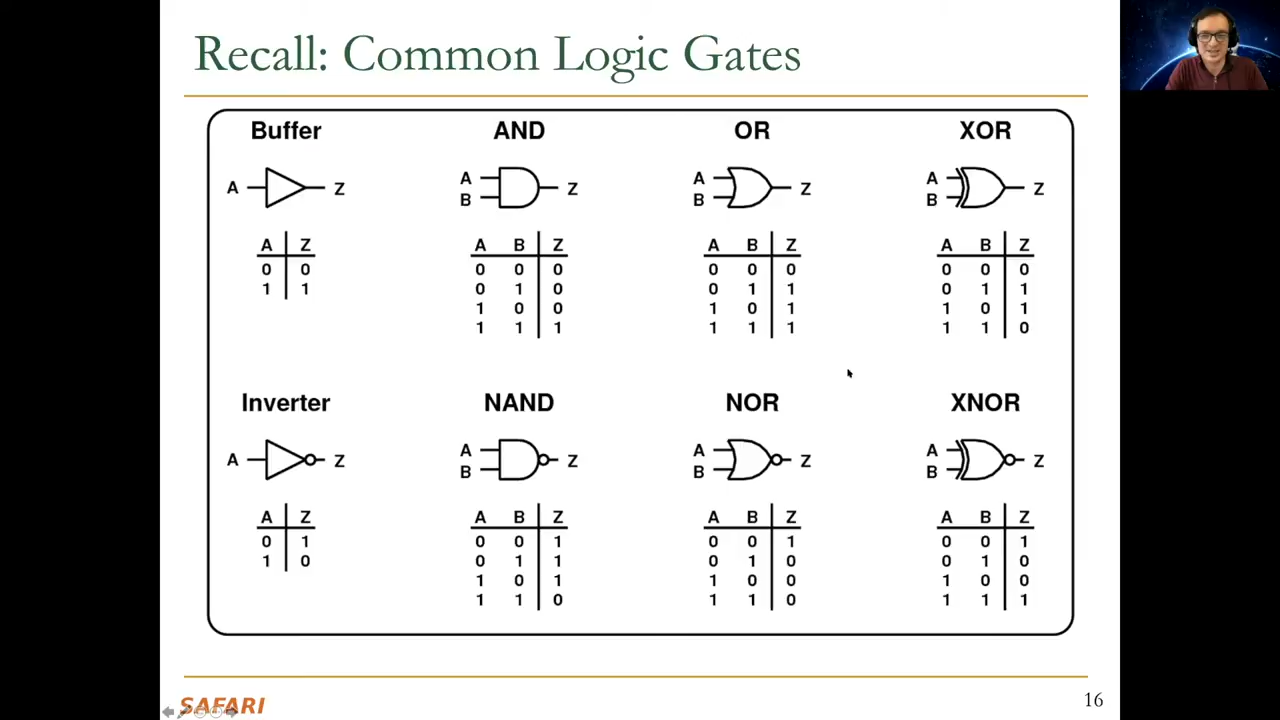 Recall: Common Logic Gates
Buffer AND OR XOR
A Z A B Z A B Z A B Z
A Z A B Z A B Z A B Z
0 0 0 0 0 0 0 0 0 0 0
1 1 0 1 0 0 1 1 0 1 1
1 0 0 1 0 1 1 0 1
1 1 1 1 1 1 1 1 0
Inverter NAND NOR XNOR
A Z A B Z A B Z A B Z
A Z A B Z A B Z A B Z
0 1 0 0 1 0 0 1 0 0 1
1 0 0 1 1 0 1 0 0 1 0
1 0 1 1 0 0 1 0 0
1 1 0 1 1 0 1 1 1
SAFARI 16